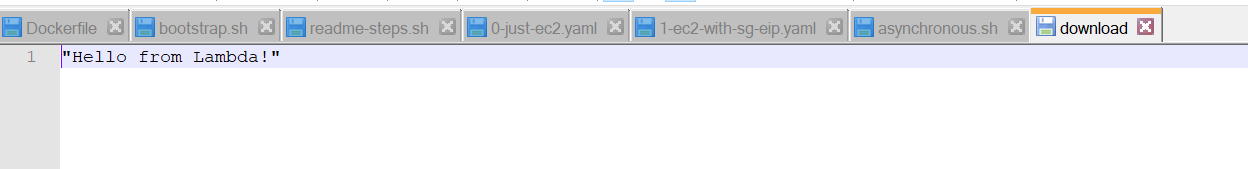 Dockerfile bootstrap.sh readme-steps.sh 0-just-ec2.yaml 1-ec2-with-sg-eip.yaml asynchronous.sh download
1 "Hello from Lambda!"